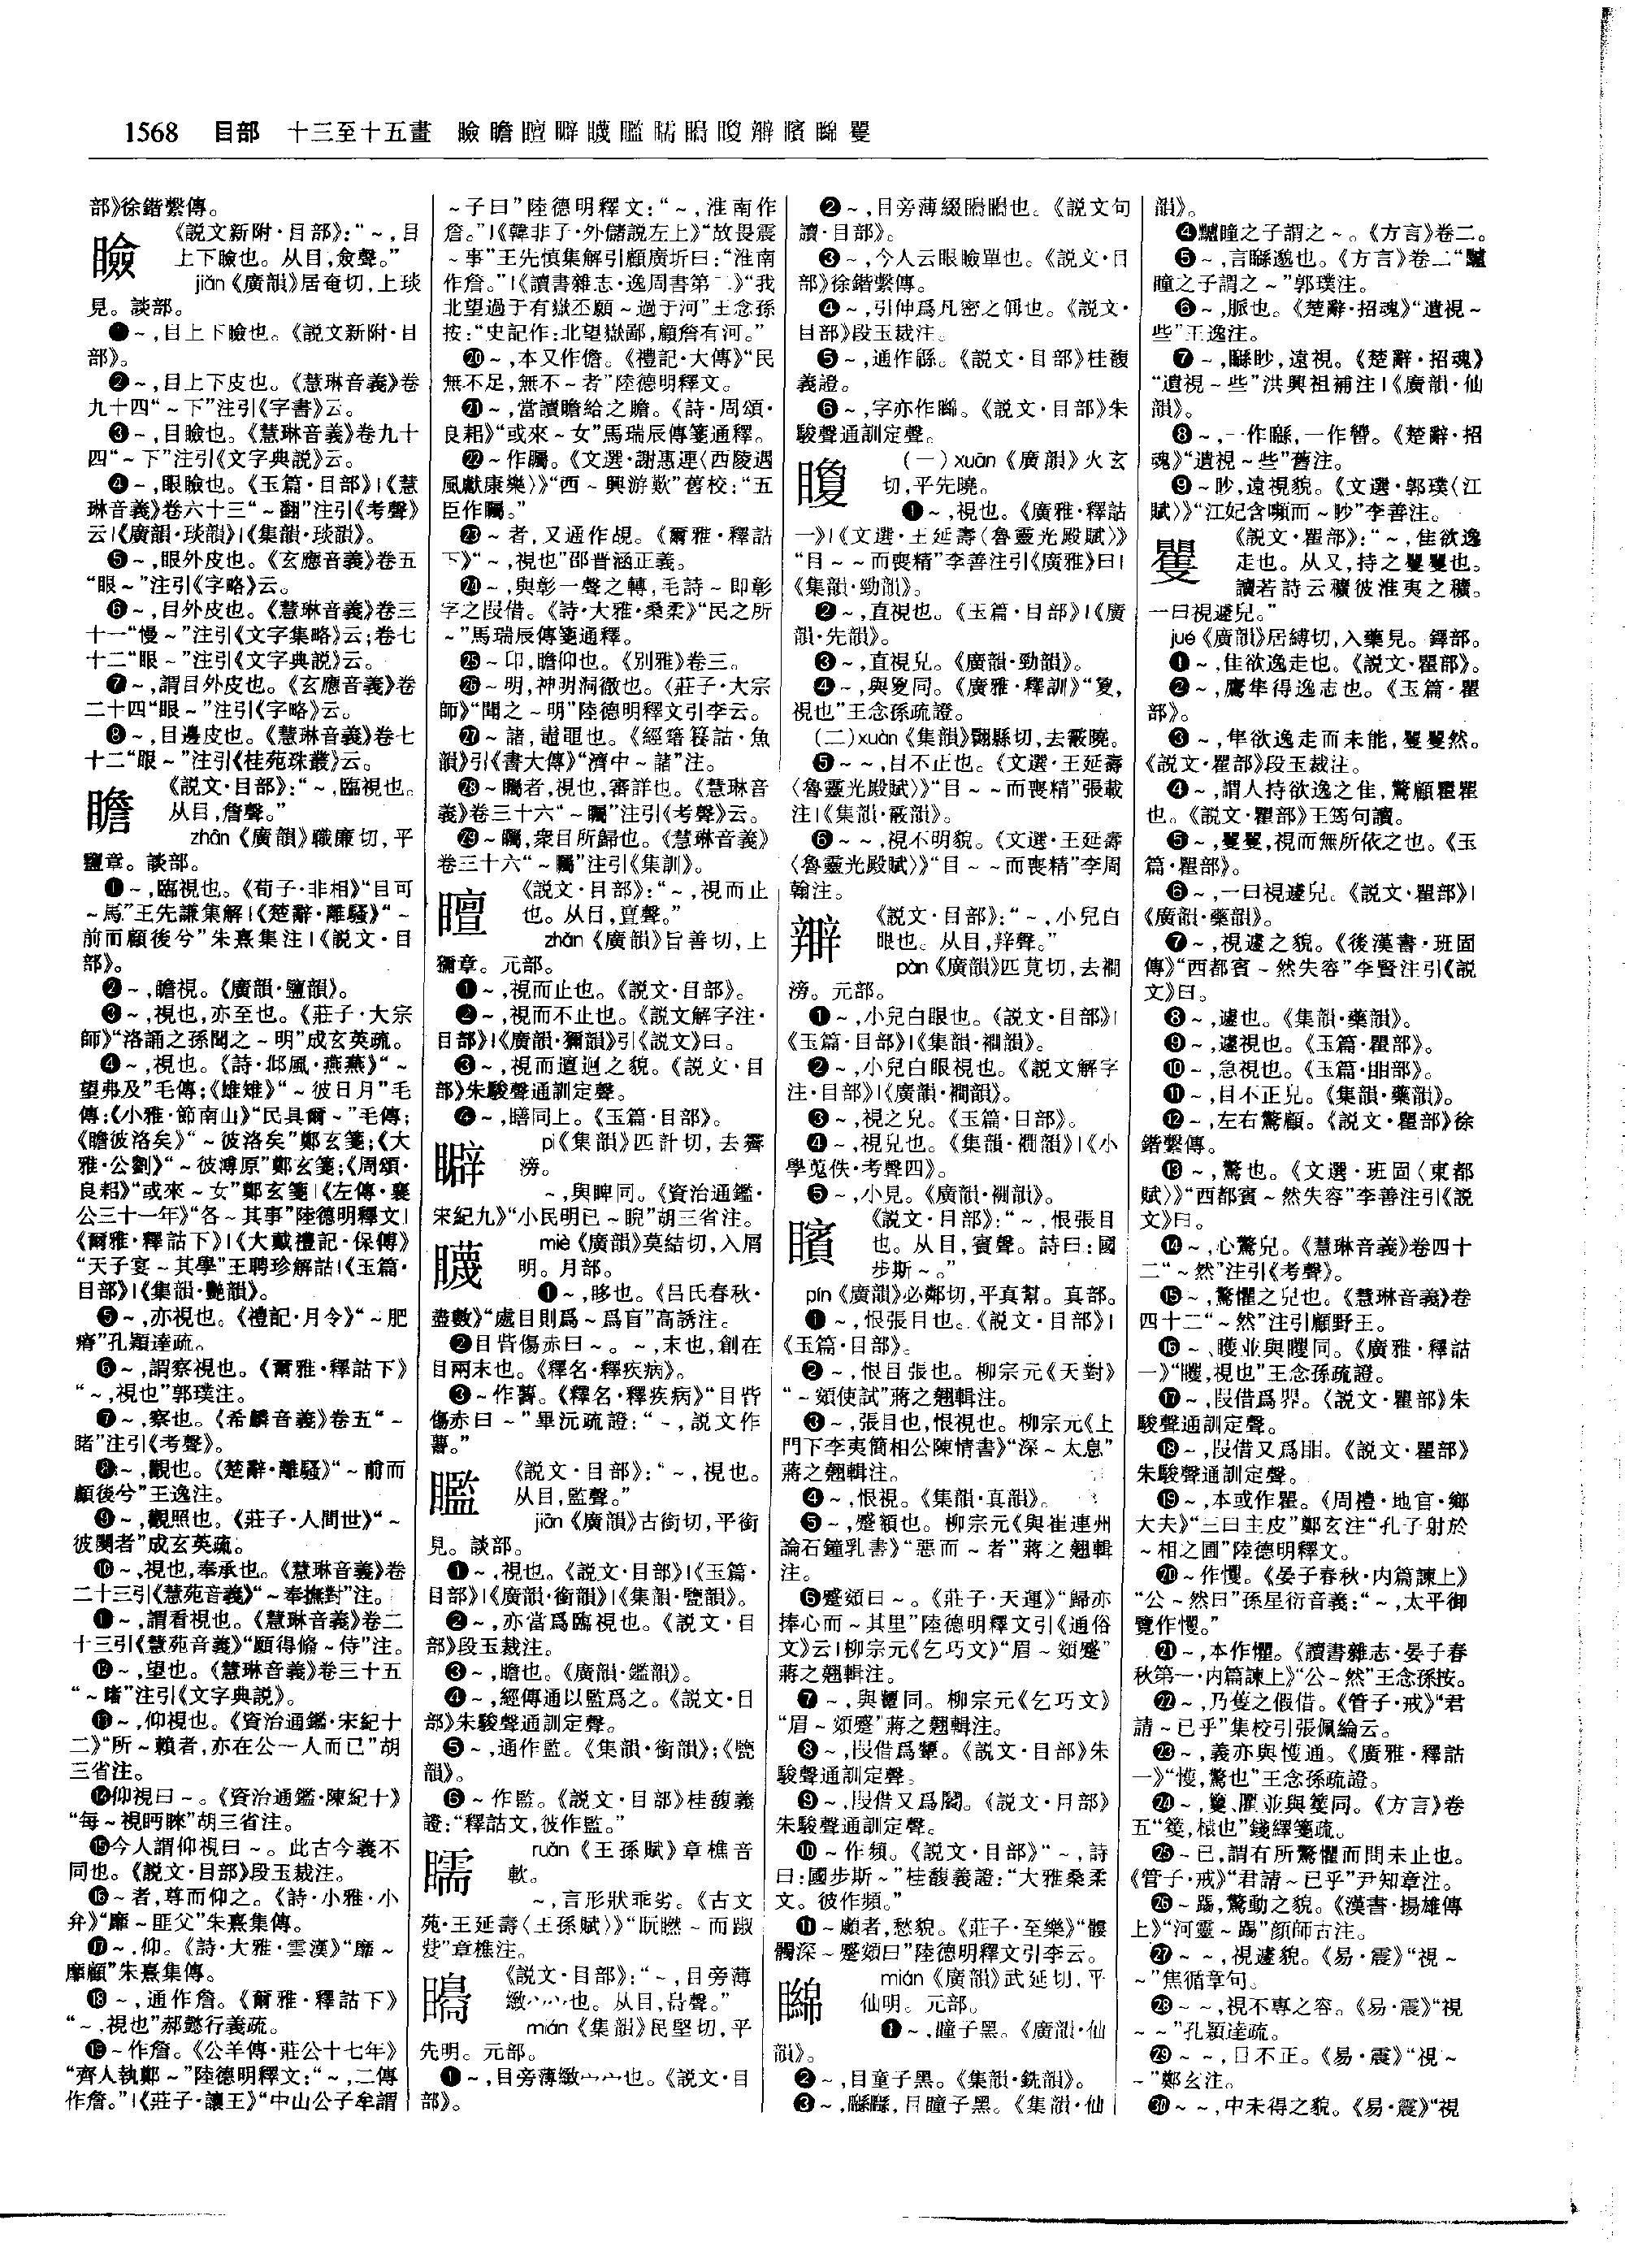 1568 目部 十三至十五畫 瞼瞻䁴䁹䁾𥌈𥌎矊䁵瓣矉矊矍
部》徐鍇繫傳。
瞼
《說文新附·目部》：“～，目
上下瞼也。从目，僉聲。”
jiǎn《廣韻》居奄切，上琰
見。談部。
❶～，目上下瞼也。《說文新附·目
部》。
❷～，目上下皮也。《慧琳音義》卷
九十四“～下”注引《字書》云。
❸～，目瞼也。《慧琳音義》卷九十
四“～下”注引《文字典說》云。
❹～，眼瞼也。《玉篇·目部》|《慧
琳音義》卷六十三“～翻”注引《考聲》
云|《廣韻·琰韻》|《集韻·琰韻》。
❺～，眼外皮也。《玄應音義》卷五
“眼～”注引《字略》云。
❻～，目外皮也。《慧琳音義》卷三
十一“慢～”注引《文字集略》云；卷七
十二“眼～”注引《文字典說》云。
❼～，謂目外皮也。《玄應音義》卷
二十四“眼～”注引《字略》云。
❽～，目邊皮也。《慧琳音義》卷七
十二“眼～”注引《桂苑珠叢》云。
瞻
《說文·目部》：“～，臨視也。
从目，詹聲。”
zhān《廣韻》職廉切，平
鹽章。談部。
❶～，臨視也。《荀子·非相》“目可
～馬”王先謙集解|《楚辭·離騷》“～
前而顧後兮”朱熹集注|《說文·目
部》。
❷～，瞻視。《廣韻·鹽韻》。
❸～，視也，亦至也。《莊子·大宗
師》“洛誦之孫聞之～明”成玄英疏。
❹～，視也。《詩·邶風·燕燕》“～
望弗及”毛傳；《雄雉》“～彼日月”毛
傳；《小雅·節南山》“民具爾～”毛傳；
《瞻彼洛矣》“～彼洛矣”鄭玄箋；《大
雅·公劉》“～彼溥原”鄭玄箋；《周頌·
良耜》“或來～女”鄭玄箋|《左傳·襄
公三十一年》“各～其事”陸德明釋文|
《爾雅·釋詁下》|《大戴禮記·保傅》
“天子宴～其學”王聘珍解詁|《玉篇·
目部》|《集韻·豔韻》。
❺～，亦視也。《禮記·月令》“～肥
瘠”孔穎達疏。
❻～，謂察視也。《爾雅·釋詁下》
“～，視也”郭璞注。
❼～，察也。《希麟音義》卷五“～
睹”注引《考聲》。
❽～，觀也。《楚辭·離騷》“～前而
顧後兮”王逸注。
❾～，觀照也。《莊子·人間世》“～
彼闋者”成玄英疏。
❿～，視也，奉承也。《慧琳音義》卷
二十三引《慧苑音義》“～奉撫對”注。
⓫～，謂看視也。《慧琳音義》卷二
十三引《慧苑音義》“願得脩～侍”注。
⓬～，望也。《慧琳音義》卷三十五
“～睹”注引《文字典說》。
⓭～，仰視也。《資治通鑑·宋紀十
二》“所～賴者，亦在公一人而已”胡
三省注。
⓮仰視曰～。《資治通鑑·陳紀十》
“每～視眄睞”胡三省注。
⓯今人謂仰視曰～。此古今義不
同也。《說文·目部》段玉裁注。
⓰～者，尊而仰之。《詩·小雅·小
弁》“靡～匪父”朱熹集傳。
⓱～，仰。《詩·大雅·雲漢》“靡～
靡顧”朱熹集傳。
⓲～，通作詹。《爾雅·釋詁下》
“～，視也”郝懿行義疏。
⓳～作詹。《公羊傳·莊公十七年》
“齊人執鄭～”陸德明釋文：“～，二傳
作詹。”|《莊子·讓王》“中山公子牟謂
～子曰”陸德明釋文：“～，淮南作
詹。”|《韓非子·外儲說左上》“故畏震
～事”王先慎集解引顧廣圻曰：“淮南
作詹。”|《讀書雜志·逸周書第二》“我
北望過于有嶽丕願～過于河”王念孫
按：“史記作：北望嶽鄙，顧詹有河。”
⓴～，本又作儋。《禮記·大傳》“民
無不足，無不～者”陸德明釋文。
㉑～，當讀贍給之贍。《詩·周頌·
良耜》“或來～女”馬瑞辰傳箋通釋。
㉒～作矚。《文選·謝惠連〈西陵遇
風獻康樂〉》“西～興游歎”舊校：“五
臣作矚。”
㉓～者，又通作覘。《爾雅·釋詁
下》“～，視也”邵晉涵正義。
㉔～，與彰一聲之轉，毛詩～即彰
字之叚借。《詩·大雅·桑柔》“民之所
～”馬瑞辰傳箋通釋。
㉕～卬，瞻仰也。《別雅》卷三。
㉖～明，神明洞徹也。《莊子·大宗
師》“聞之～明”陸德明釋文引李云。
㉗～諸，澨匯也。《經籍籑詁·魚
韻》引《書大傳》“濟中～諸”注。
㉘～矚者，視也，審詳也。《慧琳音
義》卷三十六“～矚”注引《考聲》云。
㉙～矚，衆目所歸也。《慧琳音義》
卷三十六“～矚”注引《集訓》。
䁴
《說文·目部》：“～，視而止
也。从目，亶聲。”
zhǎn《廣韻》旨善切，上
獮章。元部。
❶～，視而止也。《說文·目部》。
❷～，視而不止也。《說文解字注·
目部》|《廣韻·獮韻》引《說文》曰。
❸～，視而邅迴之貌。《說文·目
部》朱駿聲通訓定聲。
❹～，䁪同上。《玉篇·目部》。
䁹
pì《集韻》匹計切，去霽
滂。
～，與睥同。《資治通鑑·
宋紀九》“小民明已～睨”胡三省注。
䁾
miè《廣韻》莫結切，入屑
明。月部。
❶～，眵也。《吕氏春秋·
盡數》“處目則爲～爲盲”高誘注。
❷目眥傷赤曰～。～，末也，創在
目兩末也。《釋名·釋疾病》。
❸～作蔑。《釋名·釋疾病》“目眥
傷赤曰～”畢沅疏證：“～，說文作
蔑。”
𥌈
《說文·目部》：“～，視也。
从目，監聲。”
jiān《廣韻》古銜切，平銜
見。談部。
❶～，視也。《說文·目部》|《玉篇·
目部》|《廣韻·銜韻》|《集韻·鹽韻》。
❷～，亦當爲臨視也。《說文·目
部》段玉裁注。
❸～，瞻也。《廣韻·鑑韻》。
❹～，經傳通以監爲之。《說文·目
部》朱駿聲通訓定聲。
❺～，通作監。《集韻·銜韻》；《鹽
韻》。
❻～作監。《說文·目部》桂馥義
證：“釋詁文，彼作監。”
𥌎
ruǎn《王孫賦》章樵音
軟。
～，言形狀乖劣。《古文
苑·王延壽〈王孫賦〉》“䀎矁～而踧
㚄”章樵注。
《說文·目部》：“～，目旁薄
緻宀宀也。从目，臱聲。”
mián《集韻》民堅切，平
先明。元部。
❶～，目旁薄緻宀宀也。《說文·目
部》。
❷～，目旁薄緻矊矊也。《說文句
讀·目部》。
❸～，今人云眼瞼單也。《說文·目
部》徐鍇繫傳。
❹～，引伸爲凡密之偁也。《說文·
目部》段玉裁注。
❺～，通作緜。《說文·目部》桂馥
義證。
❻～，字亦作矊。《說文·目部》朱
駿聲通訓定聲。
䁵
（一）xuān《廣韻》火玄
切，平先曉。
❶～，視也。《廣雅·釋詁
一》|《文選·王延壽〈魯靈光殿賦〉》
“目～～而喪精”李善注引《廣雅》曰|
《集韻·勁韻》。
❷～，直視也。《玉篇·目部》|《廣
韻·先韻》。
❸～，直視皃。《廣韻·勁韻》。
❹～，與夐同。《廣雅·釋訓》“夐，
視也”王念孫疏證。
（二）xuàn《集韻》翾縣切，去霰曉。
❺～～，目不正也。《文選·王延壽
〈魯靈光殿賦〉》“目～～而喪精”張載
注|《集韻·霰韻》。
❻～～，視不明貌。《文選·王延壽
〈魯靈光殿賦〉》“目～～而喪精”李周
翰注。
《說文·目部》：“～，小兒白
眼也。从目，辡聲。”
pàn《廣韻》匹莧切，去襉
滂。元部。
❶～，小兒白眼也。《說文·目部》|
《玉篇·目部》|《集韻·襉韻》。
❷～，小兒白眼視也。《說文解字
注·目部》|《廣韻·襉韻》。
❸～，視之皃。《玉篇·目部》。
❹～，視皃也。《集韻·襉韻》|《小
學蒐佚·考聲四》。
❺～，小見。《廣韻·襉韻》。
矉
《說文·目部》：“～，恨張目
也。从目，賓聲。詩曰：國
步斯～。”
pín《廣韻》必鄰切，平真幫。真部。
❶～，恨張目也。《說文·目部》|
《玉篇·目部》。
❷～，恨目張也。柳宗元《天對》
“～頞使試”蔣之翹輯注。
❸～，張目也，恨視也。柳宗元《上
門下李夷簡相公陳情書》“深～太息”
蔣之翹輯注。
❹～，恨視。《集韻·真韻》。
❺～，蹙額也。柳宗元《與崔連州
論石鐘乳書》“惡而～者”蔣之翹輯
注。
❻蹙頞曰～。《莊子·天運》“歸亦
捧心而～其里”陸德明釋文引《通俗
文》云|柳宗元《乞巧文》“眉～頞蹙”
蔣之翹輯注。
❼～，與顰同。柳宗元《乞巧文》
“眉～頞蹙”蔣之翹輯注。
❽～，叚借爲顰。《說文·目部》朱
駿聲通訓定聲。
❾～，叚借又爲闅。《說文·目部》
朱駿聲通訓定聲。
❿～作頻。《說文·目部》“～，詩
曰：國步斯～”桂馥義證：“大雅桑柔
文。彼作頻。”
⓫～顣者，愁貌。《莊子·至樂》“髑
髏深～蹙頞曰”陸德明釋文引李云。
矊
mián《廣韻》武延切，平
仙明。元部。
❶～，瞳子黑。《廣韻·仙
韻》。
❷～，目童子黑。《集韻·銑韻》。
❸～，矊矊，目瞳子黑。《集韻·仙
韻》。
❹驢瞳之子謂之～。《方言》卷二。
❺～，言緜邈也。《方言》卷二“驢
瞳之子謂之～”郭璞注。
❻～，脈也。《楚辭·招魂》“遺視～
些”王逸注。
❼～，矊眇，遠視。《楚辭·招魂》
“遺視～些”洪興祖補注|《廣韻·仙
韻》。
❽～，一作矊，一作瞥。《楚辭·招
魂》“遺視～些”舊注。
❾～眇，遠視貌。《文選·郭璞〈江
賦〉》“江妃含嚬而～眇”李善注。
矍
《說文·瞿部》：“～，隹欲逸
走也。从又，持之矍矍也。
讀若詩云穬彼淮夷之穬。
一曰視遽皃。”
jué《廣韻》居縛切，入藥見。鐸部。
❶～，隹欲逸走也。《說文·瞿部》。
❷～，鷹隼得逸志也。《玉篇·瞿
部》。
❸～，隼欲逸走而未能，矍矍然。
《說文·瞿部》段玉裁注。
❹～，謂人持欲逸之隹，驚顧瞿瞿
也。《說文·瞿部》王筠句讀。
❺～，矍矍，視而無所依之也。《玉
篇·瞿部》。
❻～，一曰視遽皃。《說文·瞿部》|
《廣韻·藥韻》。
❼～，視遽之貌。《後漢書·班固
傳》“西都賓～然失容”李賢注引《說
文》曰。
❽～，遽也。《集韻·藥韻》。
❾～，遽視也。《玉篇·瞿部》。
❿～，急視也。《玉篇·䀠部》。
⓫～，目不正皃。《集韻·藥韻》。
⓬～，左右驚顧。《說文·瞿部》徐
鍇繫傳。
⓭～，驚也。《文選·班固〈東都
賦〉》“西都賓～然失容”李善注引《說
文》曰。
⓮～，心驚皃。《慧琳音義》卷四十
二“～然”注引《考聲》。
⓯～，驚懼之皃也。《慧琳音義》卷
四十二“～然”注引顧野王。
⓰～、矆並與矆同。《廣雅·釋詁
一》“矆，視也”王念孫疏證。
⓱～，叚借爲界。《說文·瞿部》朱
駿聲通訓定聲。
⓲～，叚借又爲䀠。《說文·瞿部》
朱駿聲通訓定聲。
⓳～，本或作瞿。《周禮·地官·鄉
大夫》“三曰主皮”鄭玄注“孔子射於
～相之圃”陸德明釋文。
⓴～作戄。《晏子春秋·内篇諫上》
“公～然曰”孫星衍音義：“～，太平御
覽作戄。”
㉑～，本作懼。《讀書雜志·晏子春
秋第一·内篇諫上》“公～然”王念孫按。
㉒～，乃隻之假借。《管子·戒》“君
請～已乎”集校引張佩綸云。
㉓～，義亦與愯通。《廣雅·釋詁
一》“愯，驚也”王念孫疏證。
㉔～，籰、䂂並與篗同。《方言》卷
五“篗，榬也”錢繹箋疏。
㉕～已，謂有所驚懼而問未止也。
《管子·戒》“君請～已乎”尹知章注。
㉖～踢，驚動之貌。《漢書·揚雄傳
上》“河靈～踢”顏師古注。
㉗～～，視遽貌。《易·震》“視～
～”焦循章句。
㉘～～，視不專之容。《易·震》“視
～～”孔穎達疏。
㉙～～，目不正。《易·震》“視～
～”鄭玄注。
㉚～～，中未得之貌。《易·震》“視